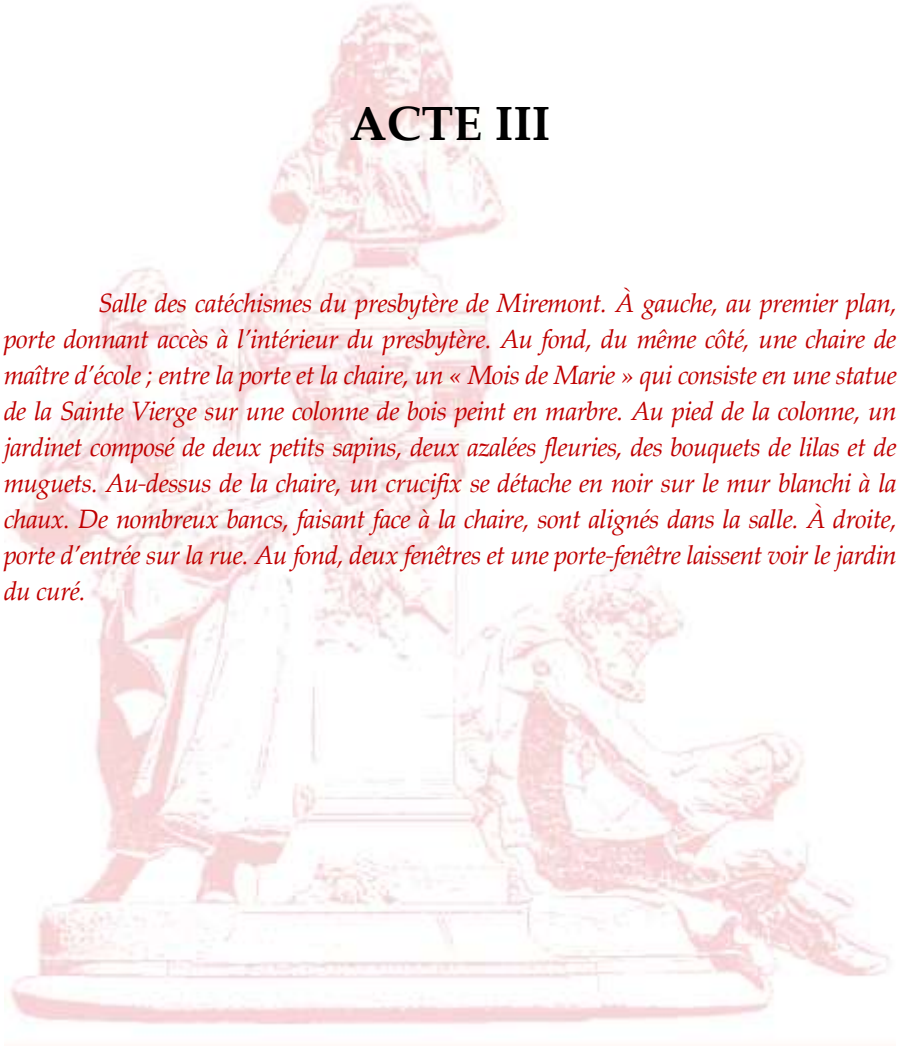 ACTE III
Salle des catéchismes du presbytère de Miremont. À gauche, au premier plan,
porte donnant accès à l’intérieur du presbytère. Au fond, du même côté, une chaire de
maître d’école ; entre la porte et la chaire, un « Mois de Marie » qui consiste en une statue
de la Sainte Vierge sur une colonne de bois peint en marbre. Au pied de la colonne, un
jardinet composé de deux petits sapins, deux azalées fleuries, des bouquets de lilas et de
muguets. Au-dessus de la chaire, un crucifix se détache en noir sur le mur blanchi à la
chaux. De nombreux bancs, faisant face à la chaire, sont alignés dans la salle. À droite,
porte d’entrée sur la rue. Au fond, deux fenêtres et une porte-fenêtre laissent voir le jardin
du curé.